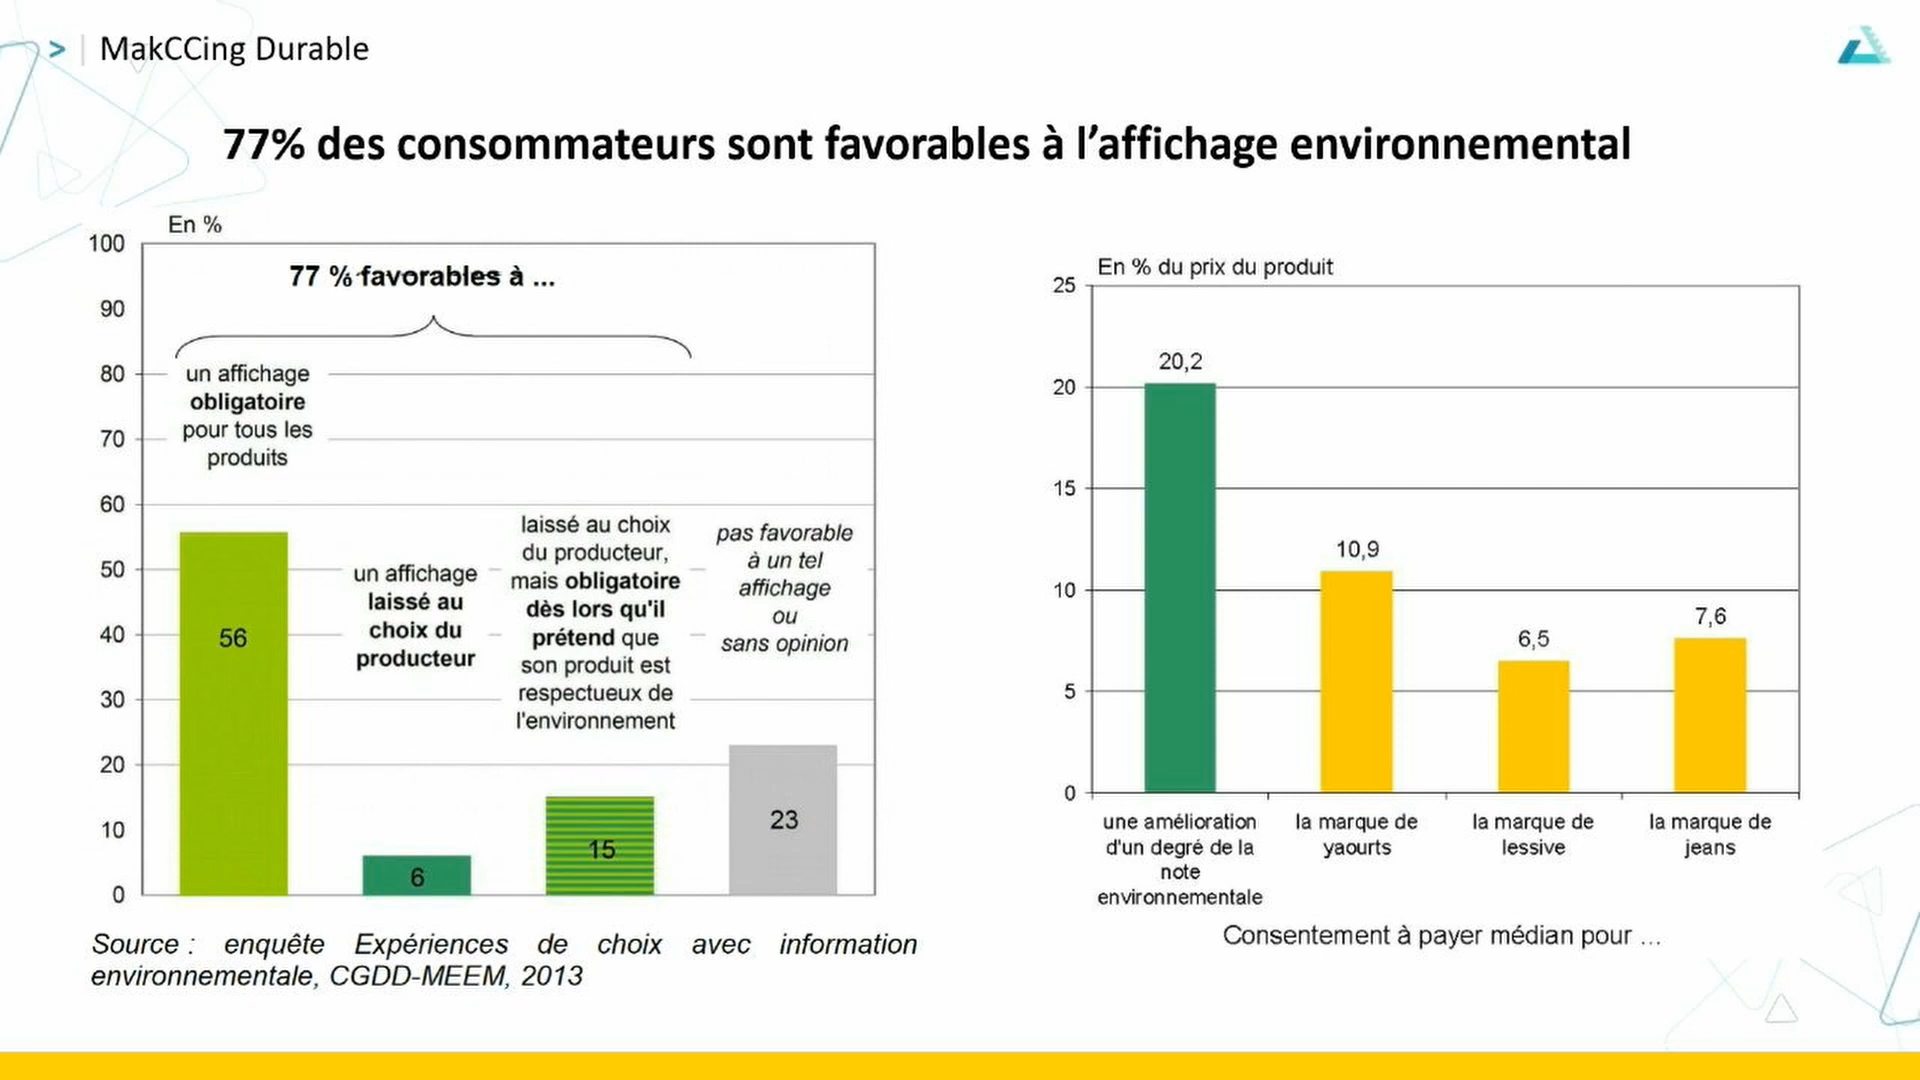 > | MakCCing Durable
77% des consommateurs sont favorables à l’affichage environnemental
En %
100
90
80
70
60
50
40
30
20
10
0
77 % favorables à ...
un affichage
obligatoire
pour tous les
produits
56
un affichage
laissé au
choix du
producteur
6
laissé au choix
du producteur,
mais obligatoire
dès lors qu'il
prétend que
son produit est
respectueux de
l'environnement
15
pas favorable
à un tel
affichage
ou
sans opinion
23
Source : enquête Expériences de choix avec information
environnementale, CGDD-MEEM, 2013
En % du prix du produit
25
20
15
10
5
0
20,2
10,9
6,5
7,6
une amélioration
d'un degré de la
note
environnementale
la marque de
yaourts
la marque de
lessive
la marque de
jeans
Consentement à payer médian pour ...